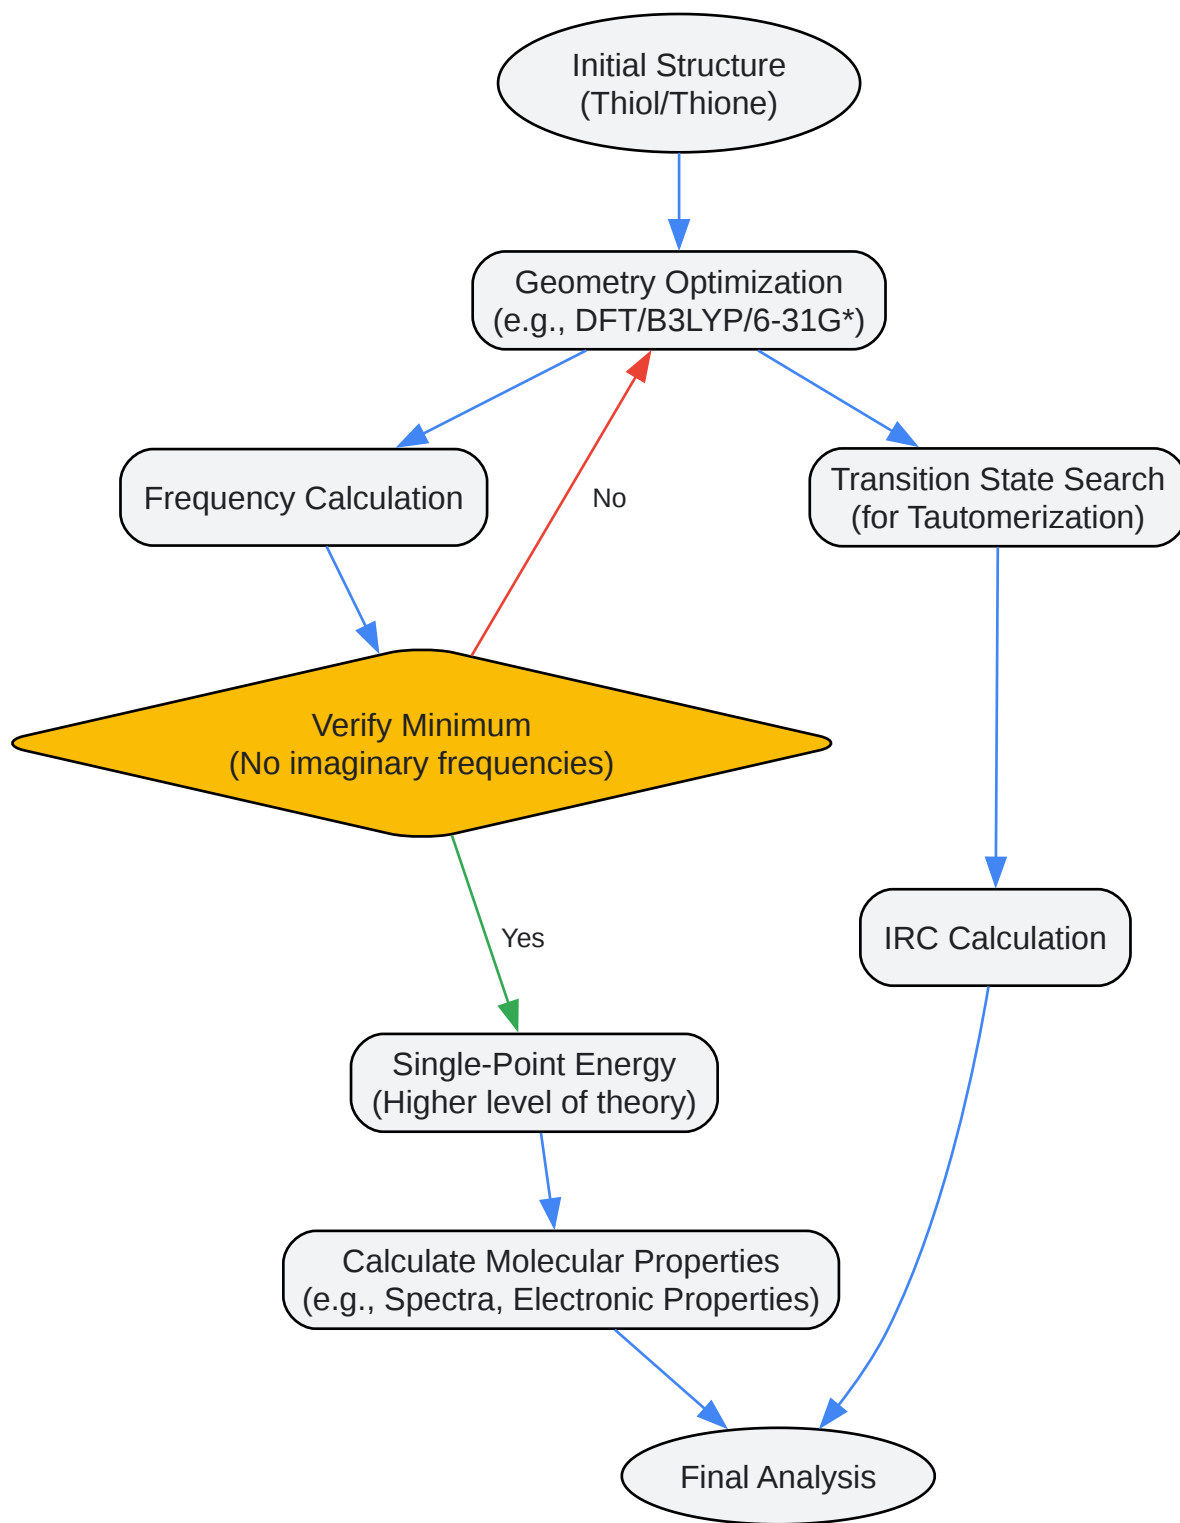 Initial Structure
(Thiol/Thione)
Geometry Optimization
(e.g., DFT/B3LYP/6-31G*)
Frequency Calculation
No
Transition State Search
(for Tautomerization)
Verify Minimum
(No imaginary frequencies)
Yes
IRC Calculation
Single-Point Energy
(Higher level of theory)
Calculate Molecular Properties
(e.g., Spectra, Electronic Properties)
Final Analysis